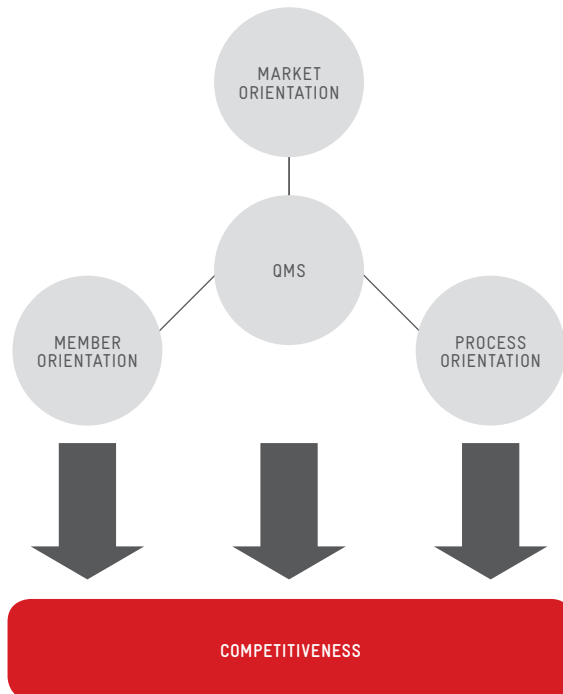 MARKET
ORIENTATION
QMS
MEMBER
ORIENTATION
PROCESS
ORIENTATION
COMPETITIVENESS